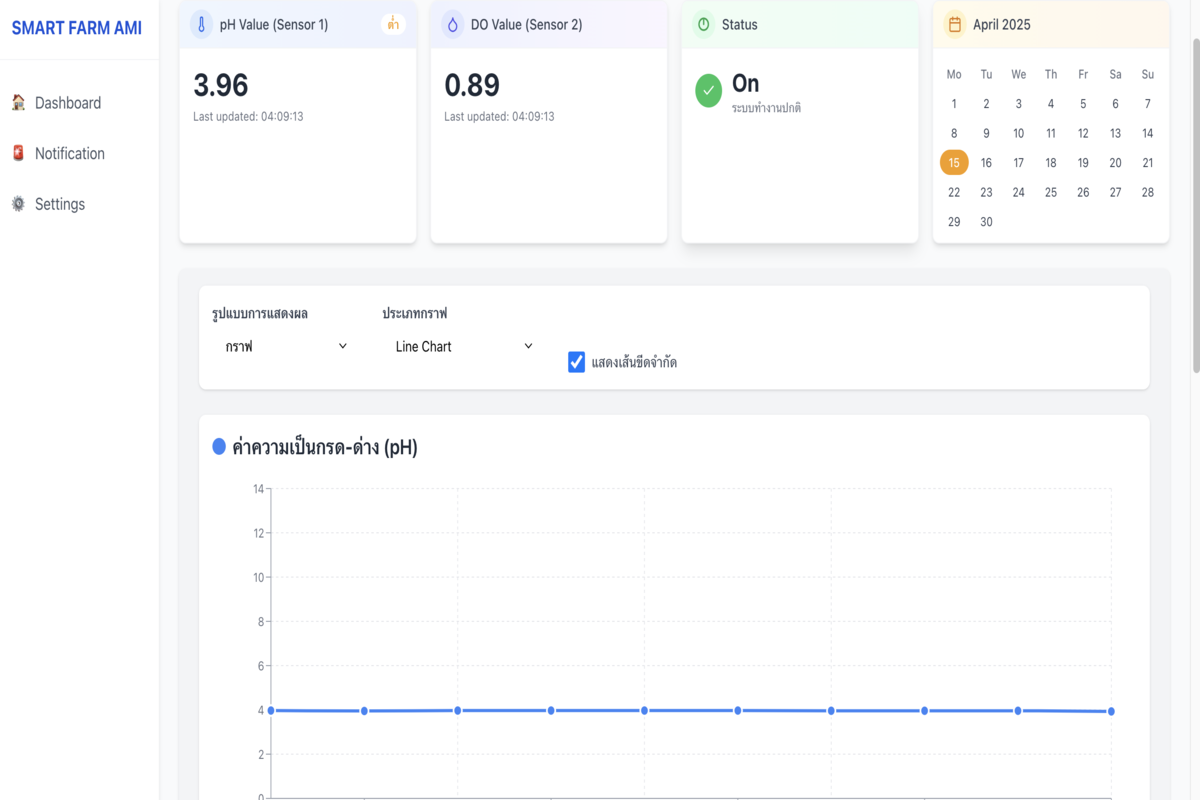 SMART FARM AMI
Dashboard
Notification
Settings
pH Value (Sensor 1)
ต่ำ
3.96
Last updated: 04:09:13
DO Value (Sensor 2)
0.89
Last updated: 04:09:13
Status
On
ระบบทำงานปกติ
April 2025
Mo Tu We Th Fr Sa Su
1 2 3 4 5 6 7
8 9 10 11 12 13 14
15 16 17 18 19 20 21
22 23 24 25 26 27 28
29 30
รูปแบบการแสดงผล
กราฟ
ประเภทกราฟ
Line Chart
แสดงเส้นขีดจำกัด
ค่าความเป็นกรด-ด่าง (pH)
14
12
10
8
6
4
2
0